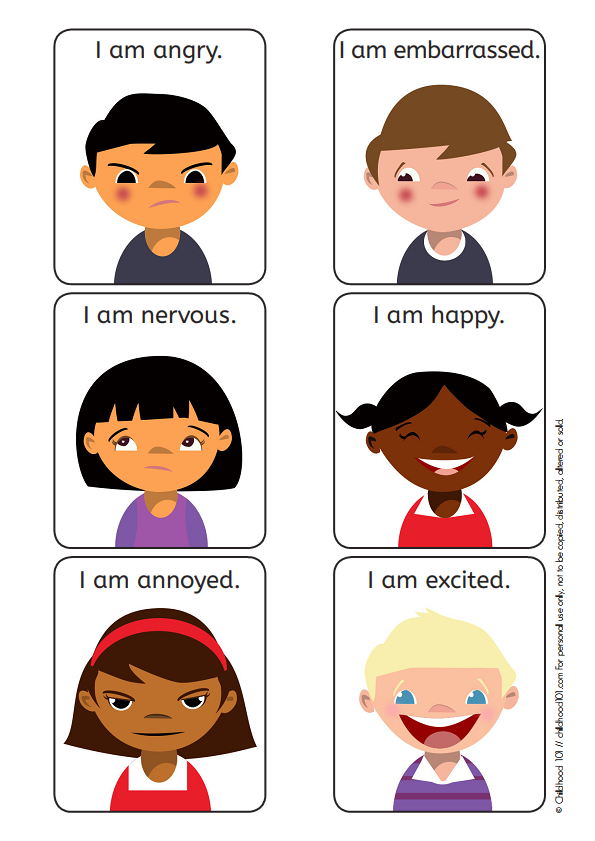 I am angry.
I am embarrassed.
I am nervous.
I am happy.
I am annoyed.
I am excited.
© Childhood 101 // childhood101.com for personal use only, not to be copied, distributed, altered or sold.